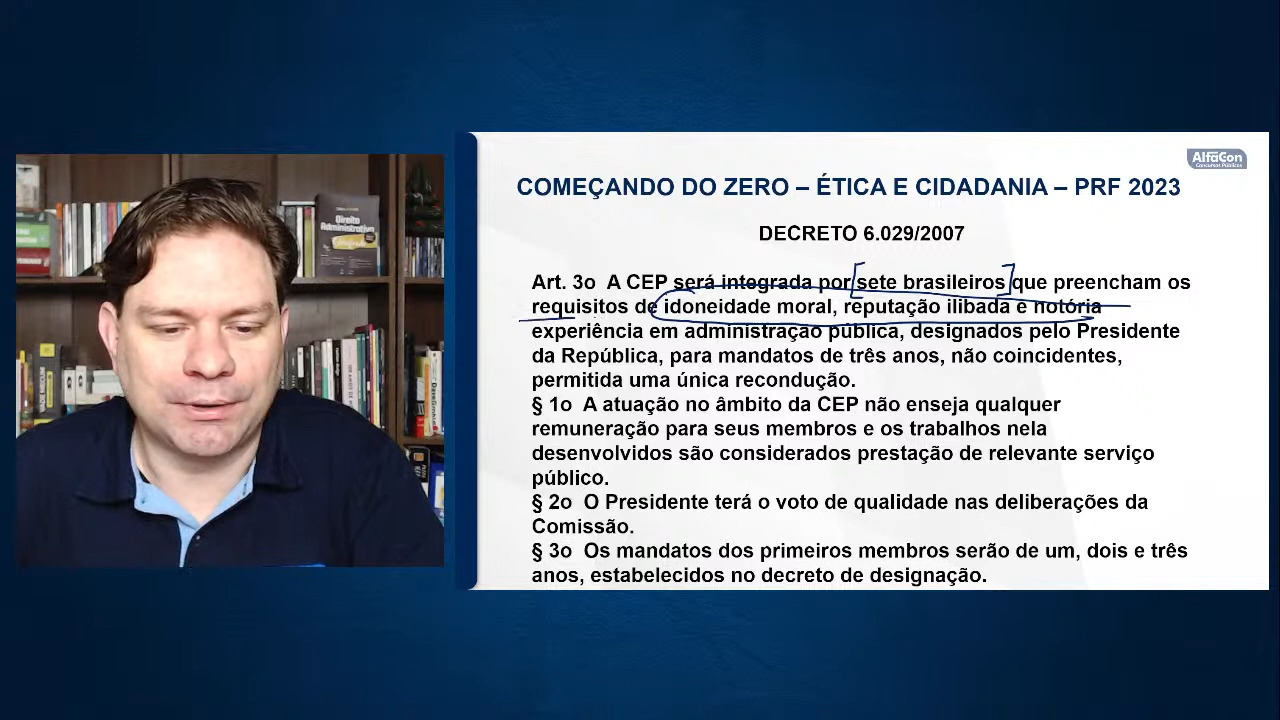 AlfaCon
Concursos Públicos
COMEÇANDO DO ZERO – ÉTICA E CIDADANIA – PRF 2023
DECRETO 6.029/2007
Art. 3o A CEP será integrada por sete brasileiros que preencham os
requisitos de idoneidade moral, reputação ilibada e notória
experiência em administração pública, designados pelo Presidente
da República, para mandatos de três anos, não coincidentes,
permitida uma única recondução.
§ 1o A atuação no âmbito da CEP não enseja qualquer
remuneração para seus membros e os trabalhos nela
desenvolvidos são considerados prestação de relevante serviço
público.
§ 2o O Presidente terá o voto de qualidade nas deliberações da
Comissão.
§ 3o Os mandatos dos primeiros membros serão de um, dois e três
anos, estabelecidos no decreto de designação.
Direito
Administrativo